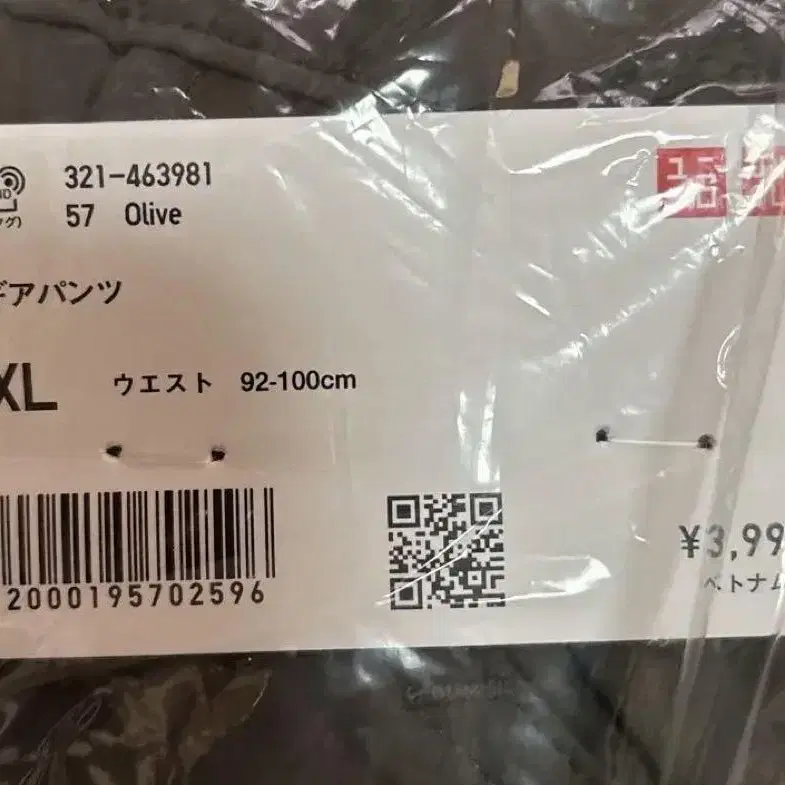 321-463981
57 Olive
グ)
ギアパンツ
XL
ウエスト 92-100cm
2000195702596
¥3,99
ベトナム